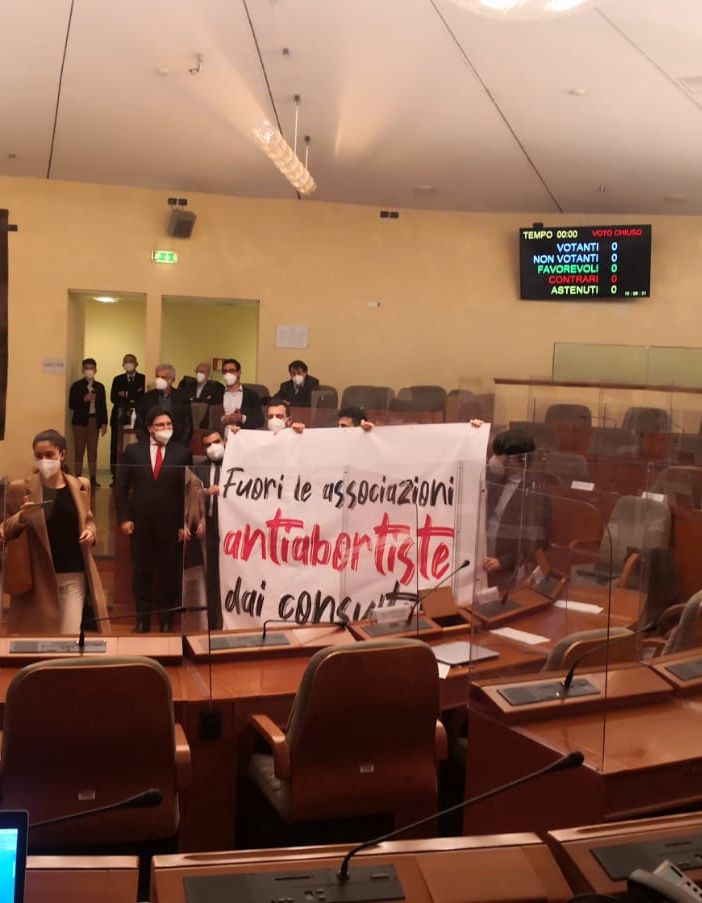 TEMPO 00:00 VOTO CHIUSO
VOTANTI 0
NON VOTANTI 0
FAVOREVOLI 0
CONTRARI 0
ASTENUTI 0
Fuori le associazioni
antiabortiste
dai